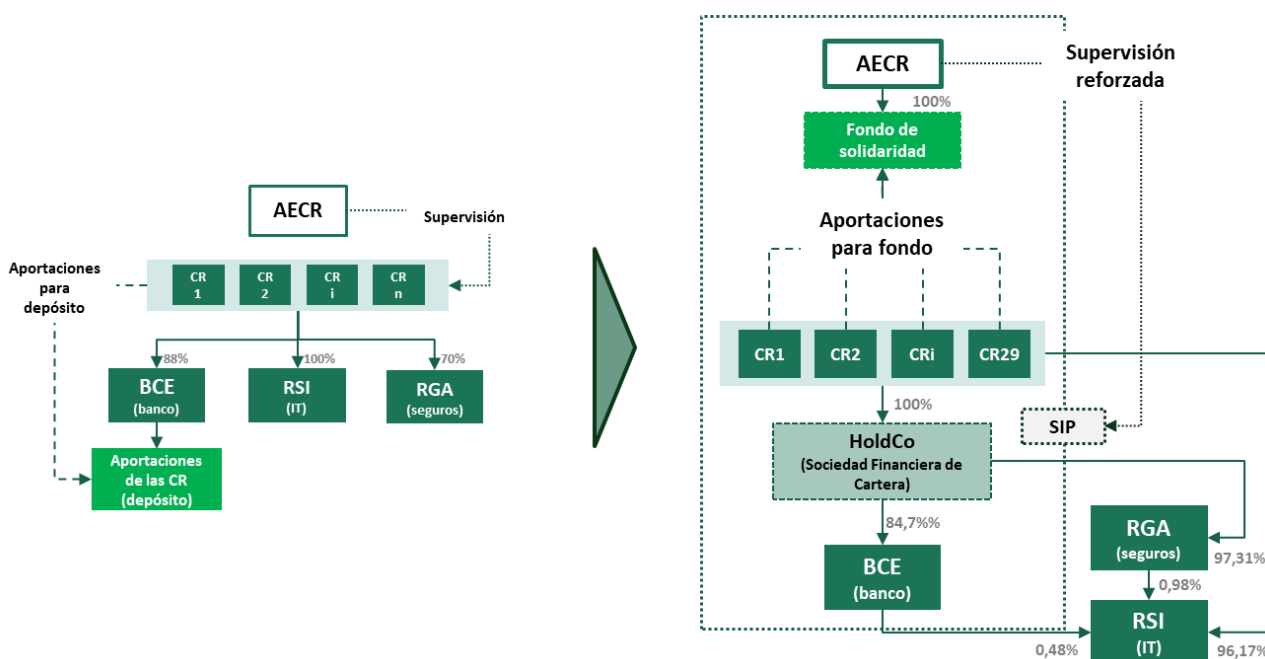 AECR
Supervisión
Aportaciones
para
depósito
CR
1
CR
2
CR
i
CR
n
88%
100%
70%
BCE
(banco)
RSI
(IT)
RGA
(seguros)
Aportaciones
de las CR
(depósito)
AECR
Supervisión
reforzada
100%
Fondo de
solidaridad
Aportaciones
para fondo
CR1
CR2
CRi
CR29
100%
SIP
HoldCo
(Sociedad Financiera de
Cartera)
84,7%%
RGA
(seguros)
97,31%
BCE
(banco)
0,98%
RSI
(IT)
0,48%
96,17%